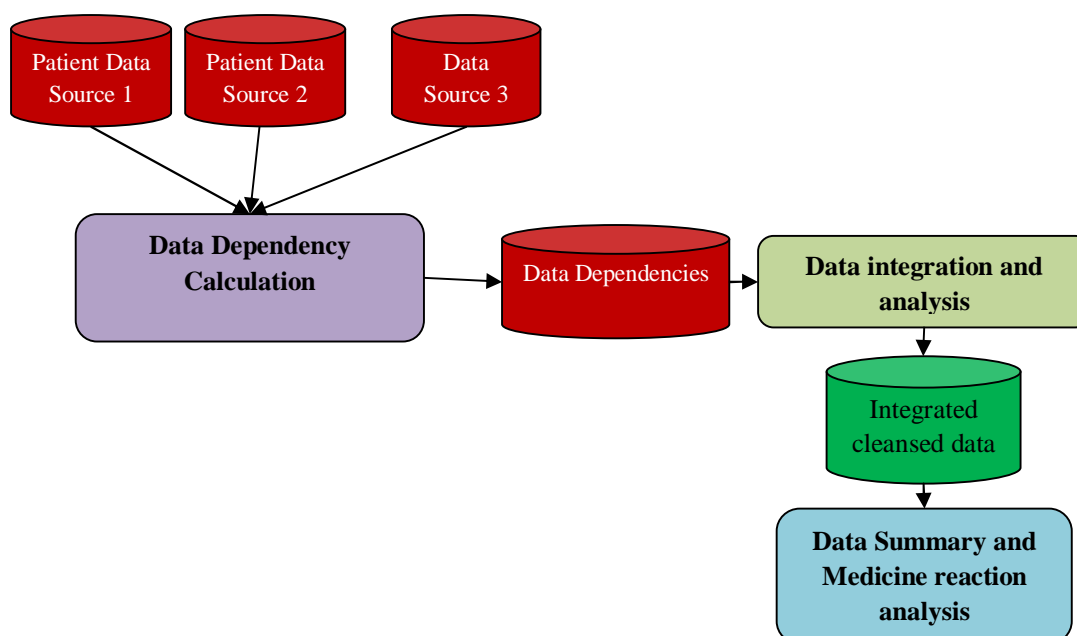 Patient Data
Source 1
Patient Data
Source 2
Data
Source 3
Data Dependency
Calculation
Data Dependencies
Data integration and
analysis
Integrated
cleansed data
Data Summary and
Medicine reaction
analysis